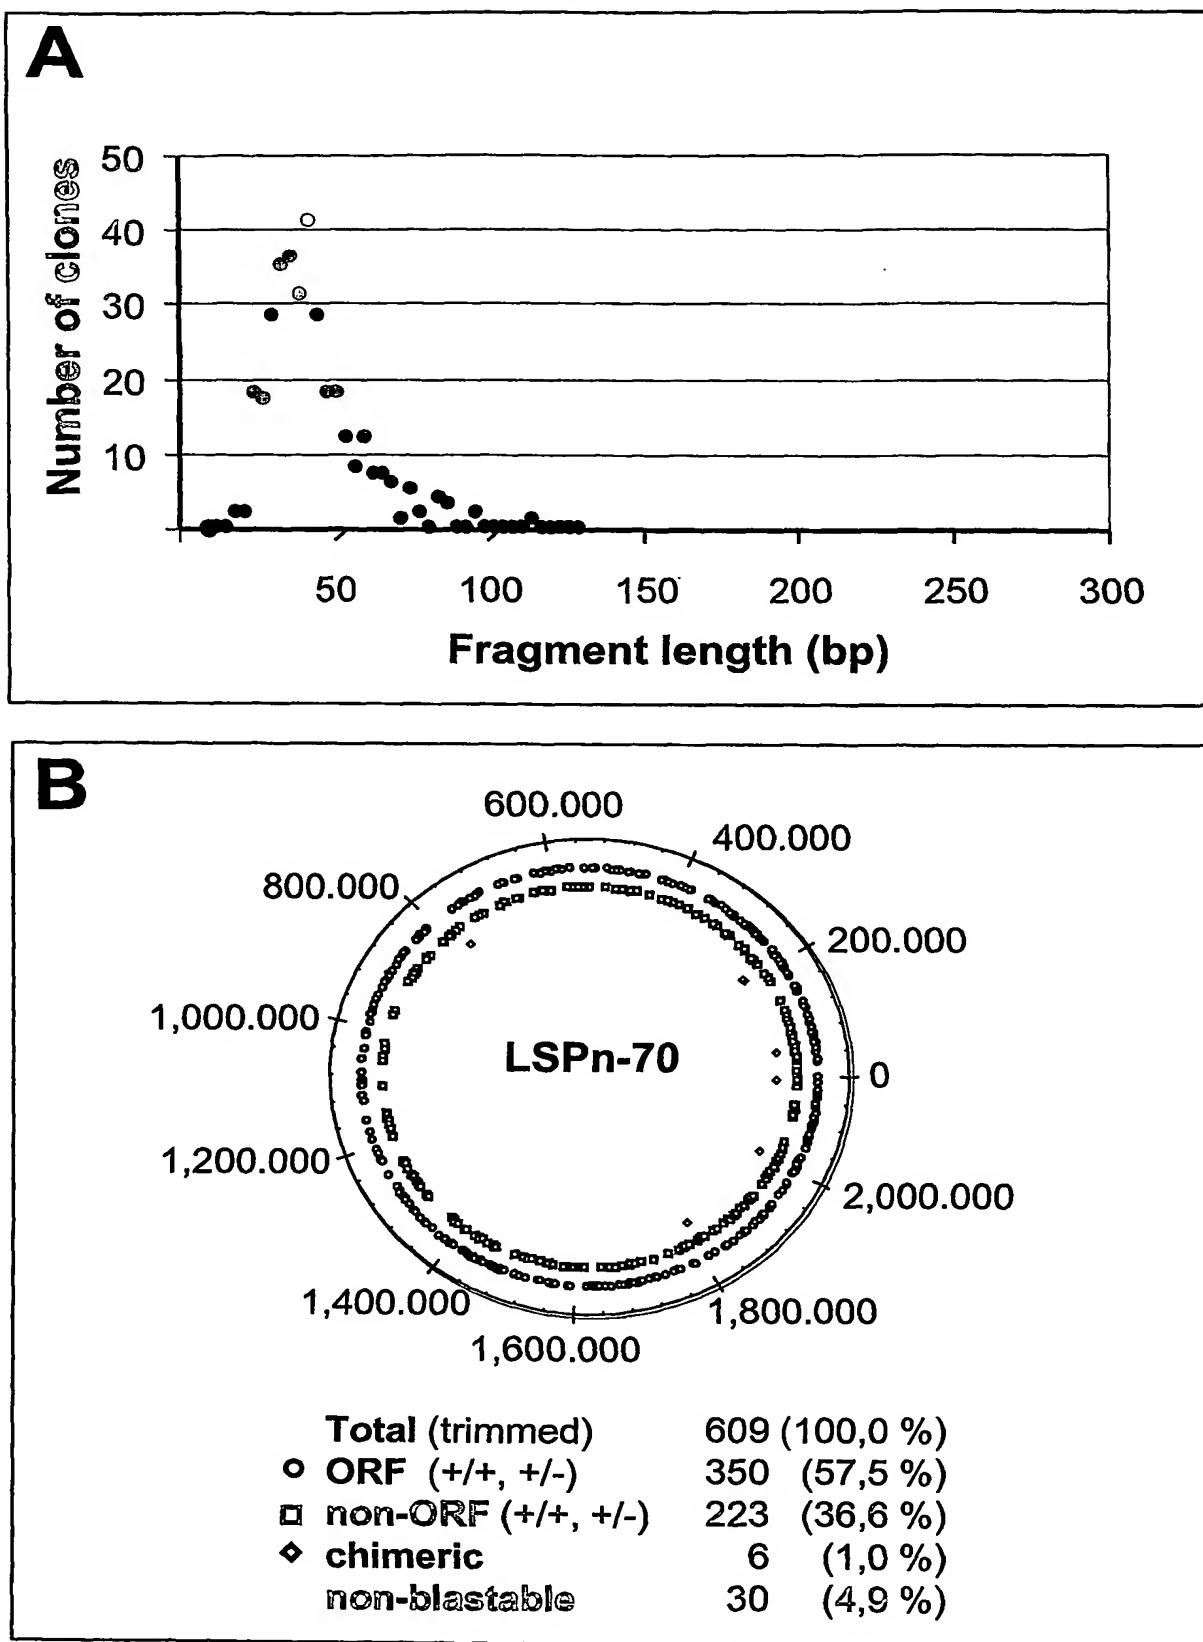 A
Number of clones
50
40
30
20
10
50 100 150 200 250 300
Fragment length (bp)
B
600.000
400.000
800.000
200.000
1,000.000
LSPn-70
0
1,200.000
2,000.000
1,400.000
1,800.000
1,600.000
Total (trimmed) 609 (100,0 %)
ORF (+/+, +/-) 350 (57,5 %)
non-ORF (+/+, +/-) 223 (36,6 %)
chimeric 6 (1,0 %)
non-blastable 30 (4,9 %)